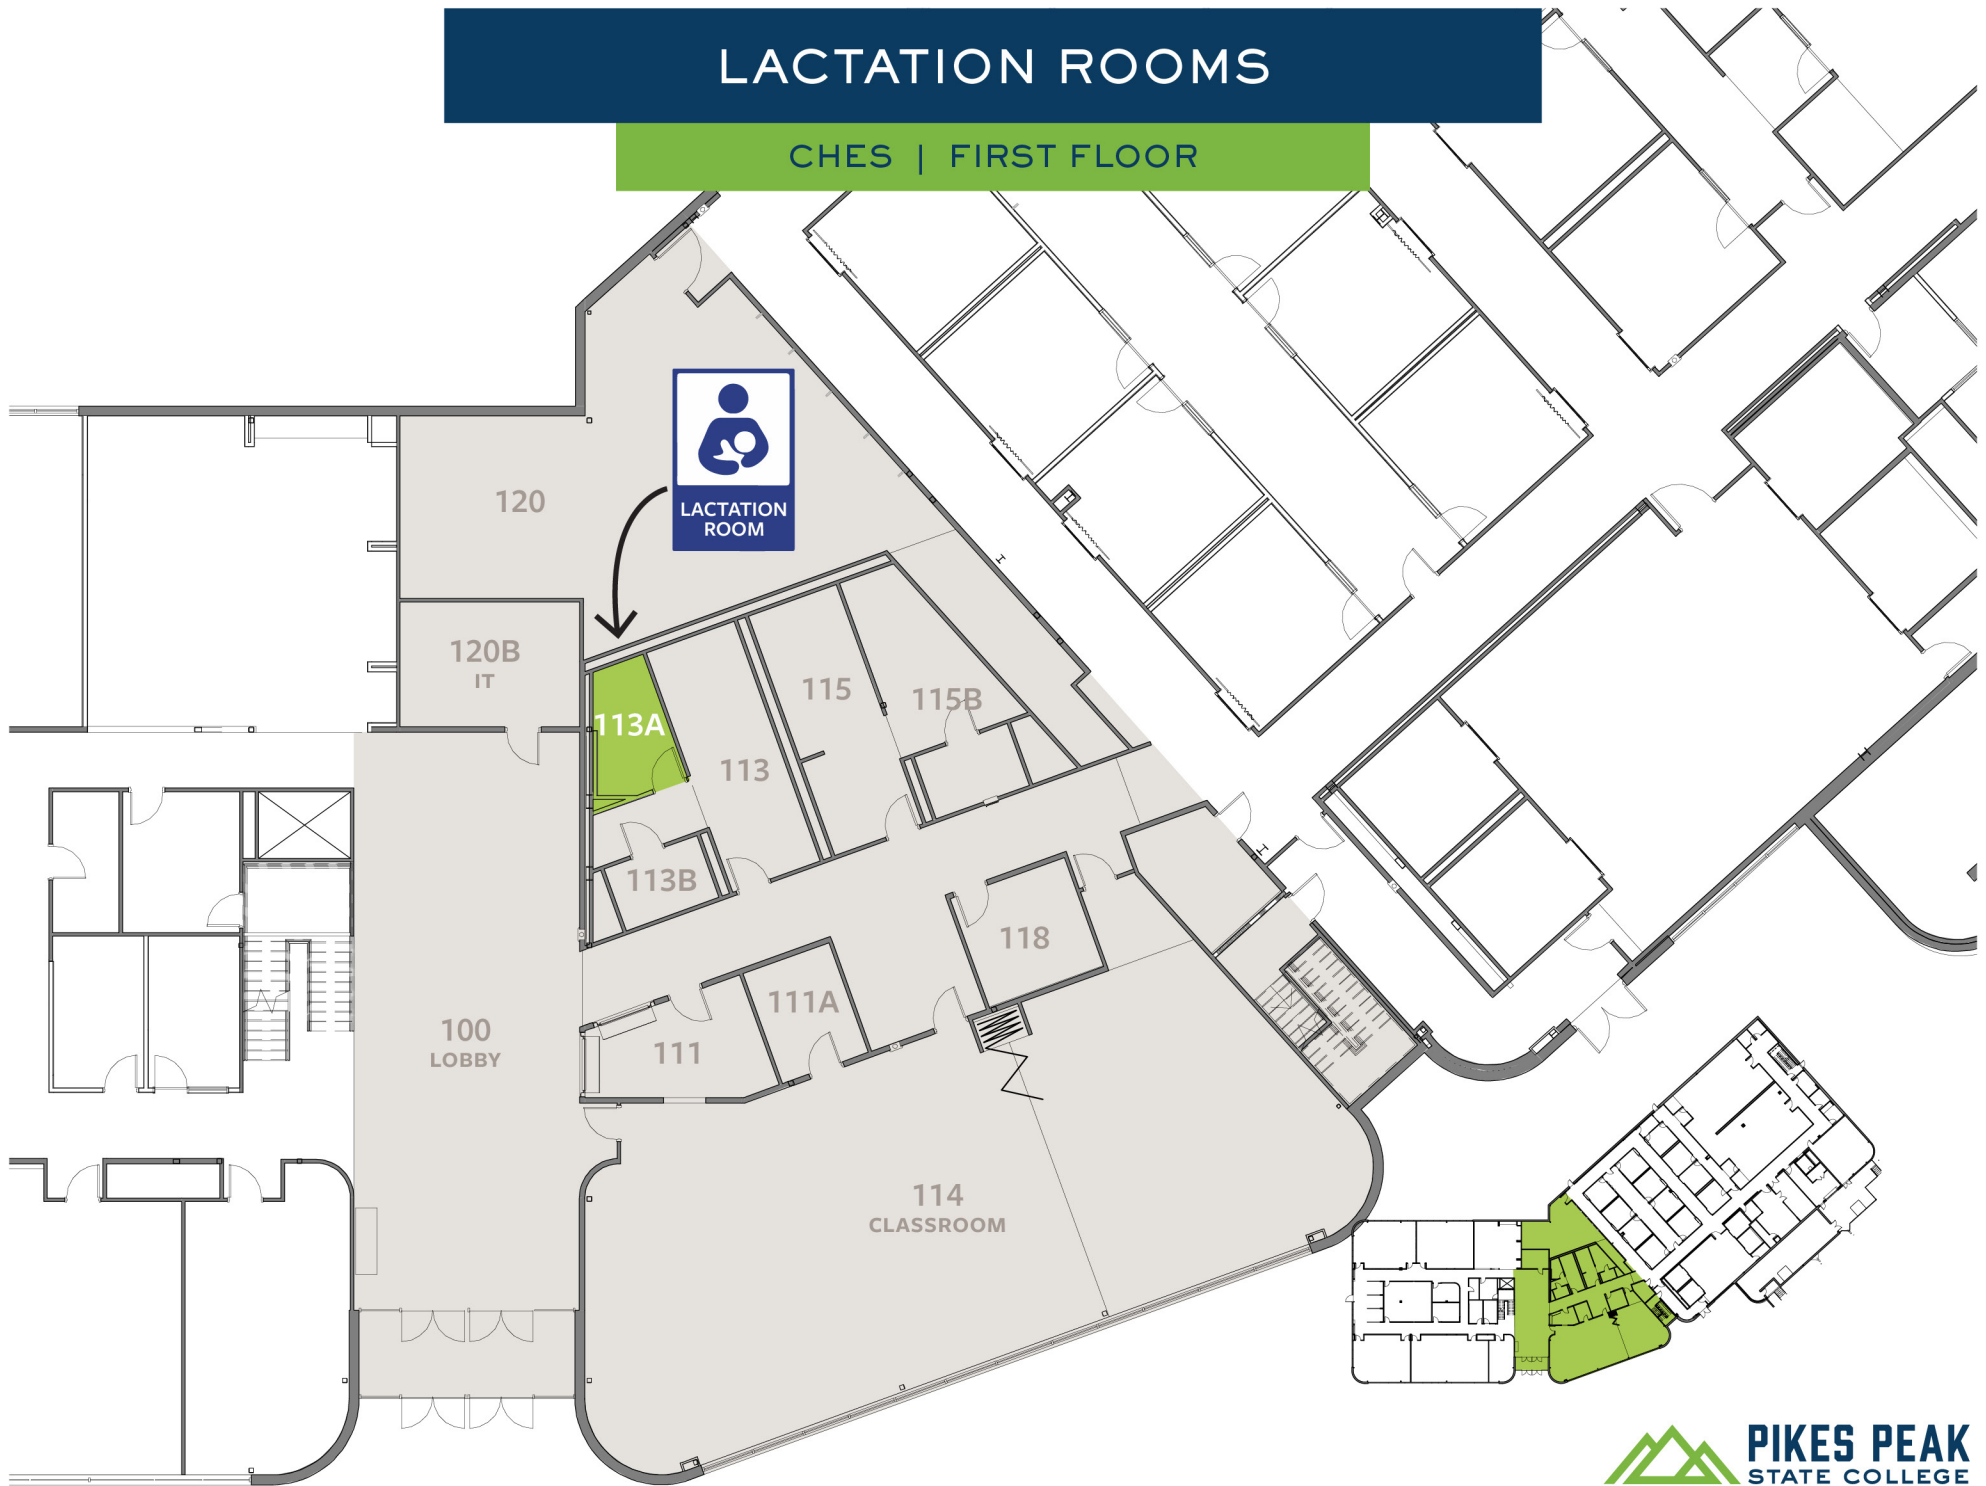 LACTATION ROOMS
CHES | FIRST FLOOR
LACTATION
ROOM
120
120B
IT
113A
113
115
115B
113B
118
111A
111
100
LOBBY
114
CLASSROOM
PIKES PEAK
STATE COLLEGE